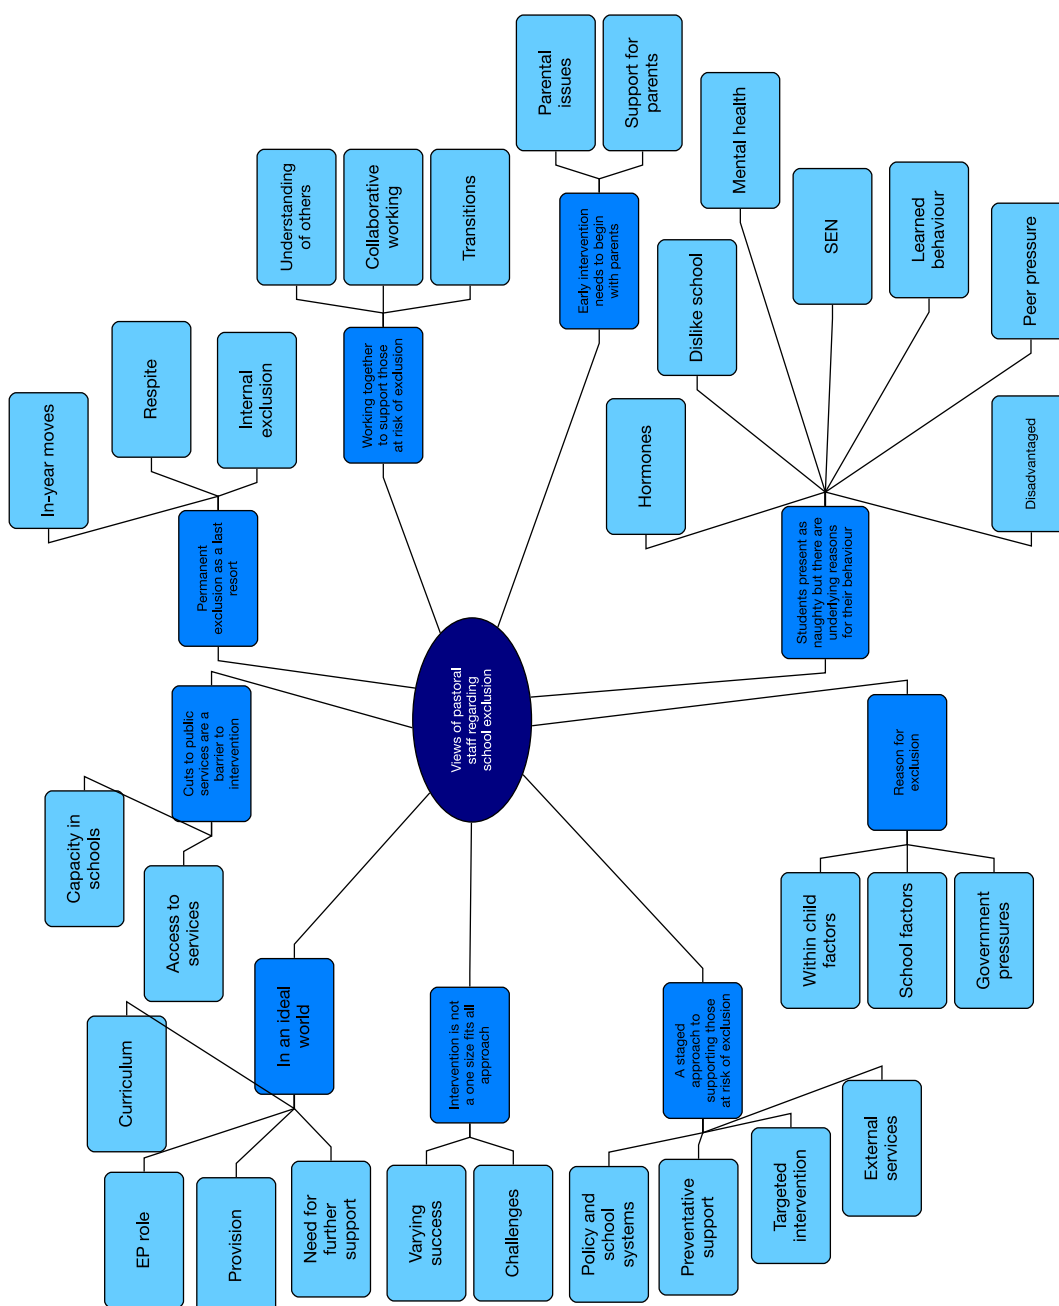 Views of pastoral
staff regarding
school exclusion
Cuts to public
services are a
barrier to
intervention
Capacity in
schools
Access to
services
Permanent
exclusion as a last
resort
In-year moves
Respite
Internal
exclusion
Working together
to support those
at risk of exclusion
Understanding
of others
Collaborative
working
Transitions
Early intervention
needs to begin
with parents
Parental
issues
Support for
parents
Students present as
naughty but there are
underlying reasons
for their behaviour
Hormones
Dislike school
Mental health
SEN
Learned
behaviour
Peer pressure
Disadvantaged
Reason for
exclusion
Within child
factors
School factors
Government
pressures
A staged
approach to
supporting those
at risk of exclusion
Policy and
school
systems
Preventative
support
Targeted
intervention
External
services
Intervention is not
a one size fits all
approach
Varying
success
Challenges
In an ideal
world
Curriculum
EP role
Provision
Need for
further
support